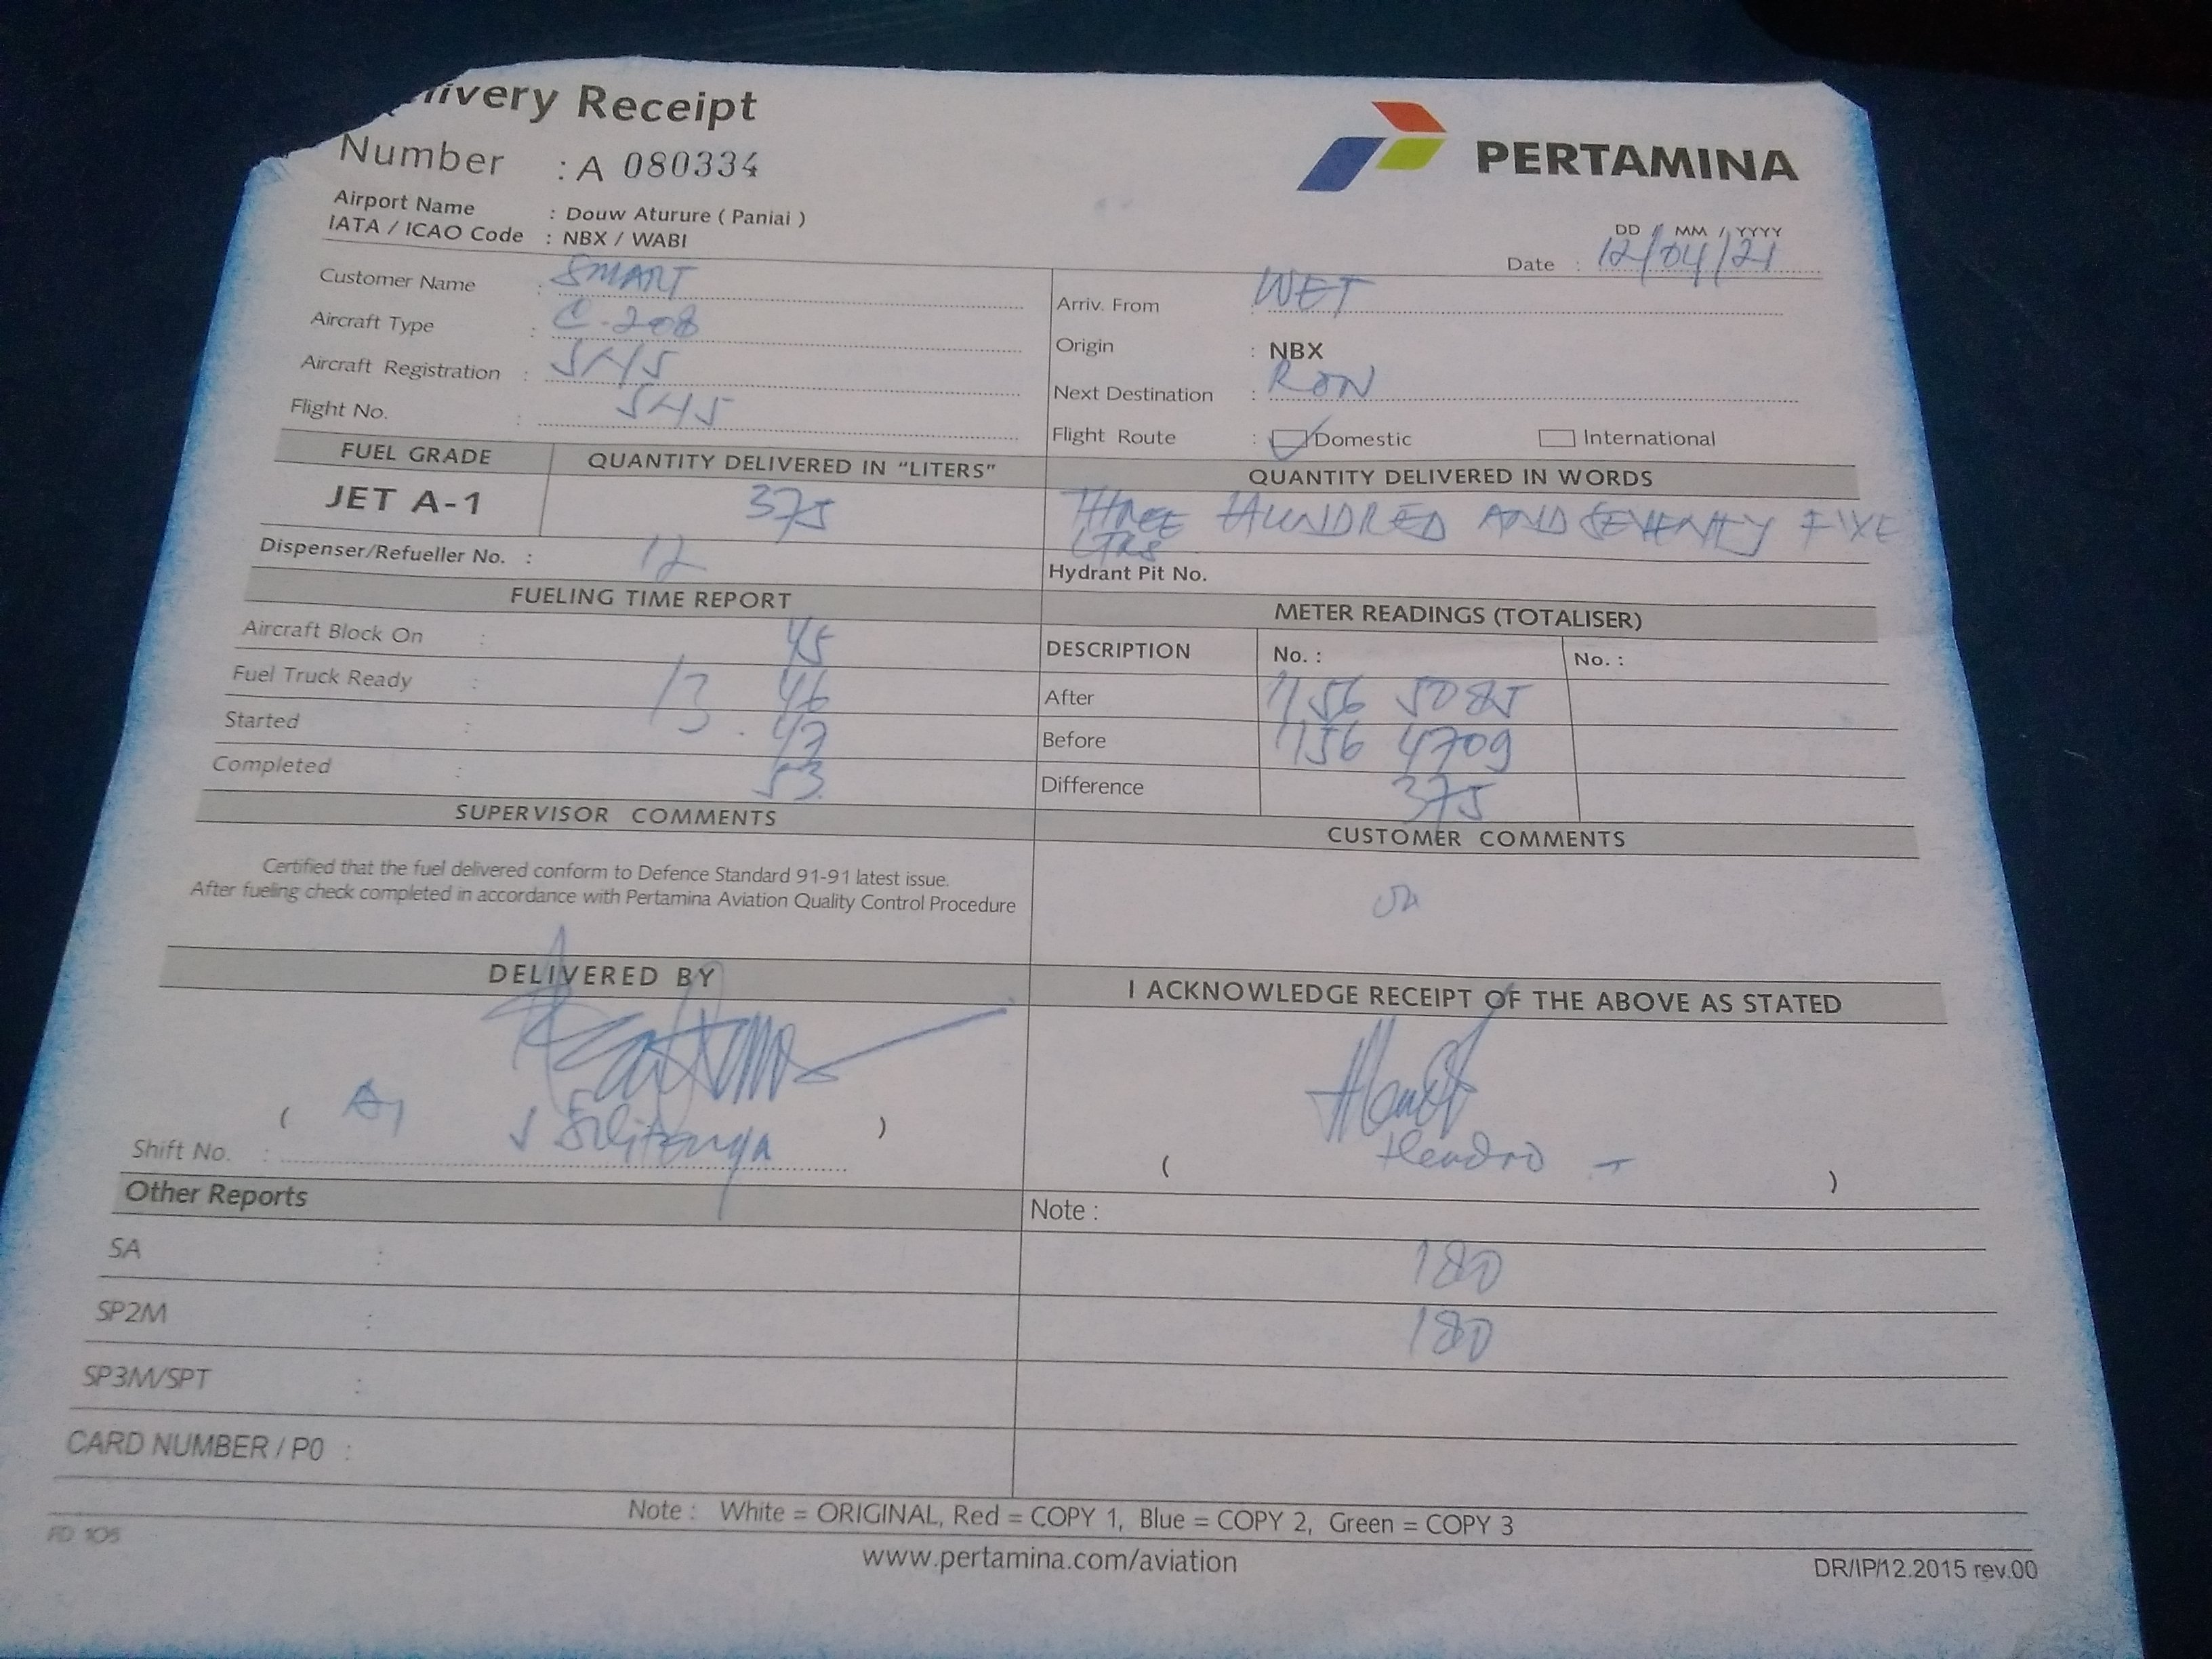 livery Receipt
Number : A 080334
PERTAMINA
Airport Name : Douw Aturure ( Paniai )
IATA / ICAO Code : NBX / WABI
DD / MM / YYYY
Date : 12/04/21
Customer Name : SMART
Arriv. From : WET
Aircraft Type : C-208
Origin : NBX
Aircraft Registration :
Next Destination : RON
Flight No. :
Flight Route : Domestic International
FUEL GRADE QUANTITY DELIVERED IN "LITERS" QUANTITY DELIVERED IN WORDS
JET A-1 375 THREE HUNDRED AND SEVENTY FIVE
LTRS
Dispenser/Refueller No. : 12
Hydrant Pit No.
FUELING TIME REPORT METER READINGS (TOTALISER)
Aircraft Block On : 45
DESCRIPTION No. : No. :
Fuel Truck Ready : 13 46
After 1156 5085
Started : 47
Before 1156 4709
Completed : 53
Difference 375
SUPERVISOR COMMENTS CUSTOMER COMMENTS
Certified that the fuel delivered conform to Defence Standard 91-91 latest issue.
After fueling check completed in accordance with Pertamina Aviation Quality Control Procedure
DELIVERED BY I ACKNOWLEDGE RECEIPT OF THE ABOVE AS STATED
( )
Shift No. :
( Hendro - )
Other Reports Note :
SA : 180
SP2M : 180
SP3M/SPT :
CARD NUMBER / P0 :
Note : White = ORIGINAL, Red = COPY 1, Blue = COPY 2, Green = COPY 3
FD 105
www.pertamina.com/aviation
DR/IP/12.2015 rev.00